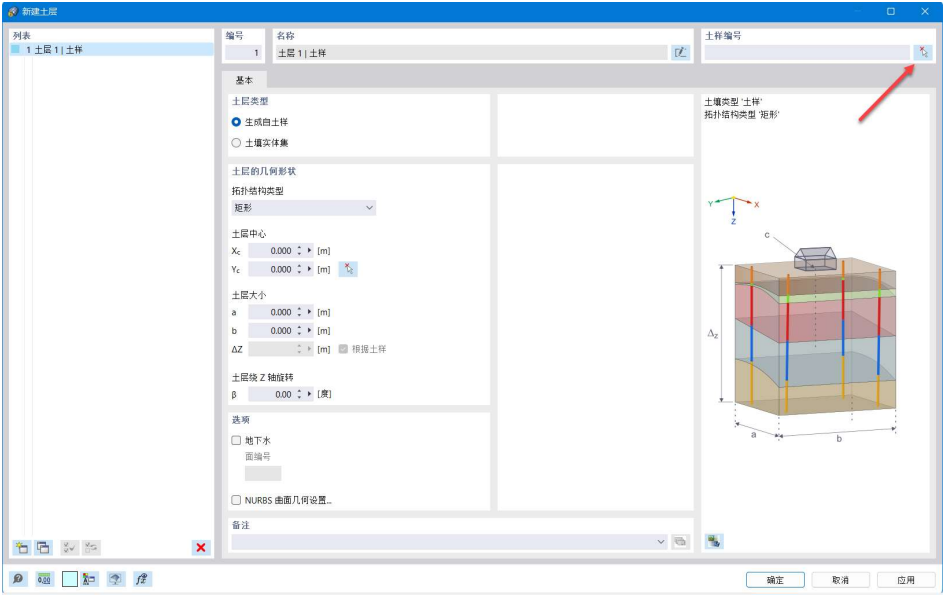 新建土层
列表
1 土层 1 | 土样
编号
1
名称
土层 1 | 土样
土样编号
基本
土层类型
生成自土样
土壤实体集
土层的几何形状
拓扑结构类型
矩形
土层中心
Xc 0.000 [m]
Yc 0.000 [m]
土层大小
a 0.000 [m]
b 0.000 [m]
ΔZ [m] 根据土样
土层绕 Z 轴旋转
β 0.00 [度]
选项
地下水
面编号
NURBS 曲面几何设置...
备注
土壤类型 '土样'
拓扑结构类型 '矩形'
Y X
Z
c
Δz
a
b
0,00
确定
取消
应用